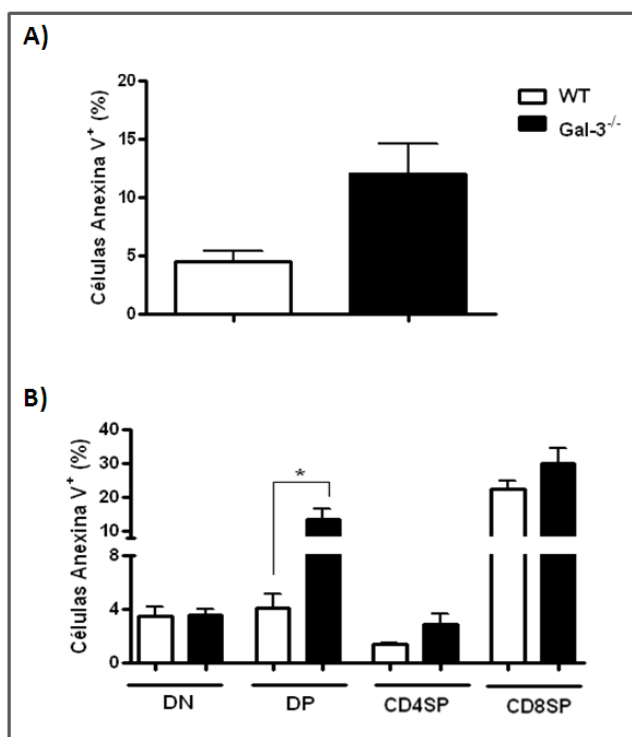 A)
Células Anexina V⁺ (%)
20
15
10
5
0
WT
Gal-3⁻/⁻
B)
Células Anexina V⁺ (%)
40
30
20
10
8
4
0
*
DN
DP
CD4SP
CD8SP